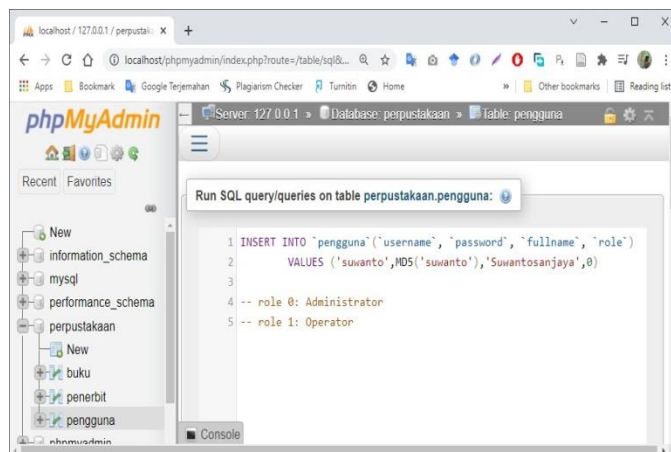 localhost / 127.0.0.1 / perpustaka
localhost/phpmyadmin/index.php?route=/table/sql&...
Apps Bookmark Google Terjemahan Plagiarism Checker Turnitin Home » Other bookmarks Reading list
phpMyAdmin
Recent Favorites
New
information_schema
mysql
performance_schema
perpustakaan
New
buku
penerbit
pengguna
phpmyadmin
Server: 127.0.0.1 » Database: perpustakaan » Table: pengguna
Run SQL query/queries on table perpustakaan.pengguna:
1 INSERT INTO `pengguna`(`username`, `password`, `fullname`, `role`)
2 VALUES ('suwanto',MD5('suwanto'),'Suwantosanjaya',0)
3
4 -- role 0: Administrator
5 -- role 1: Operator
Console